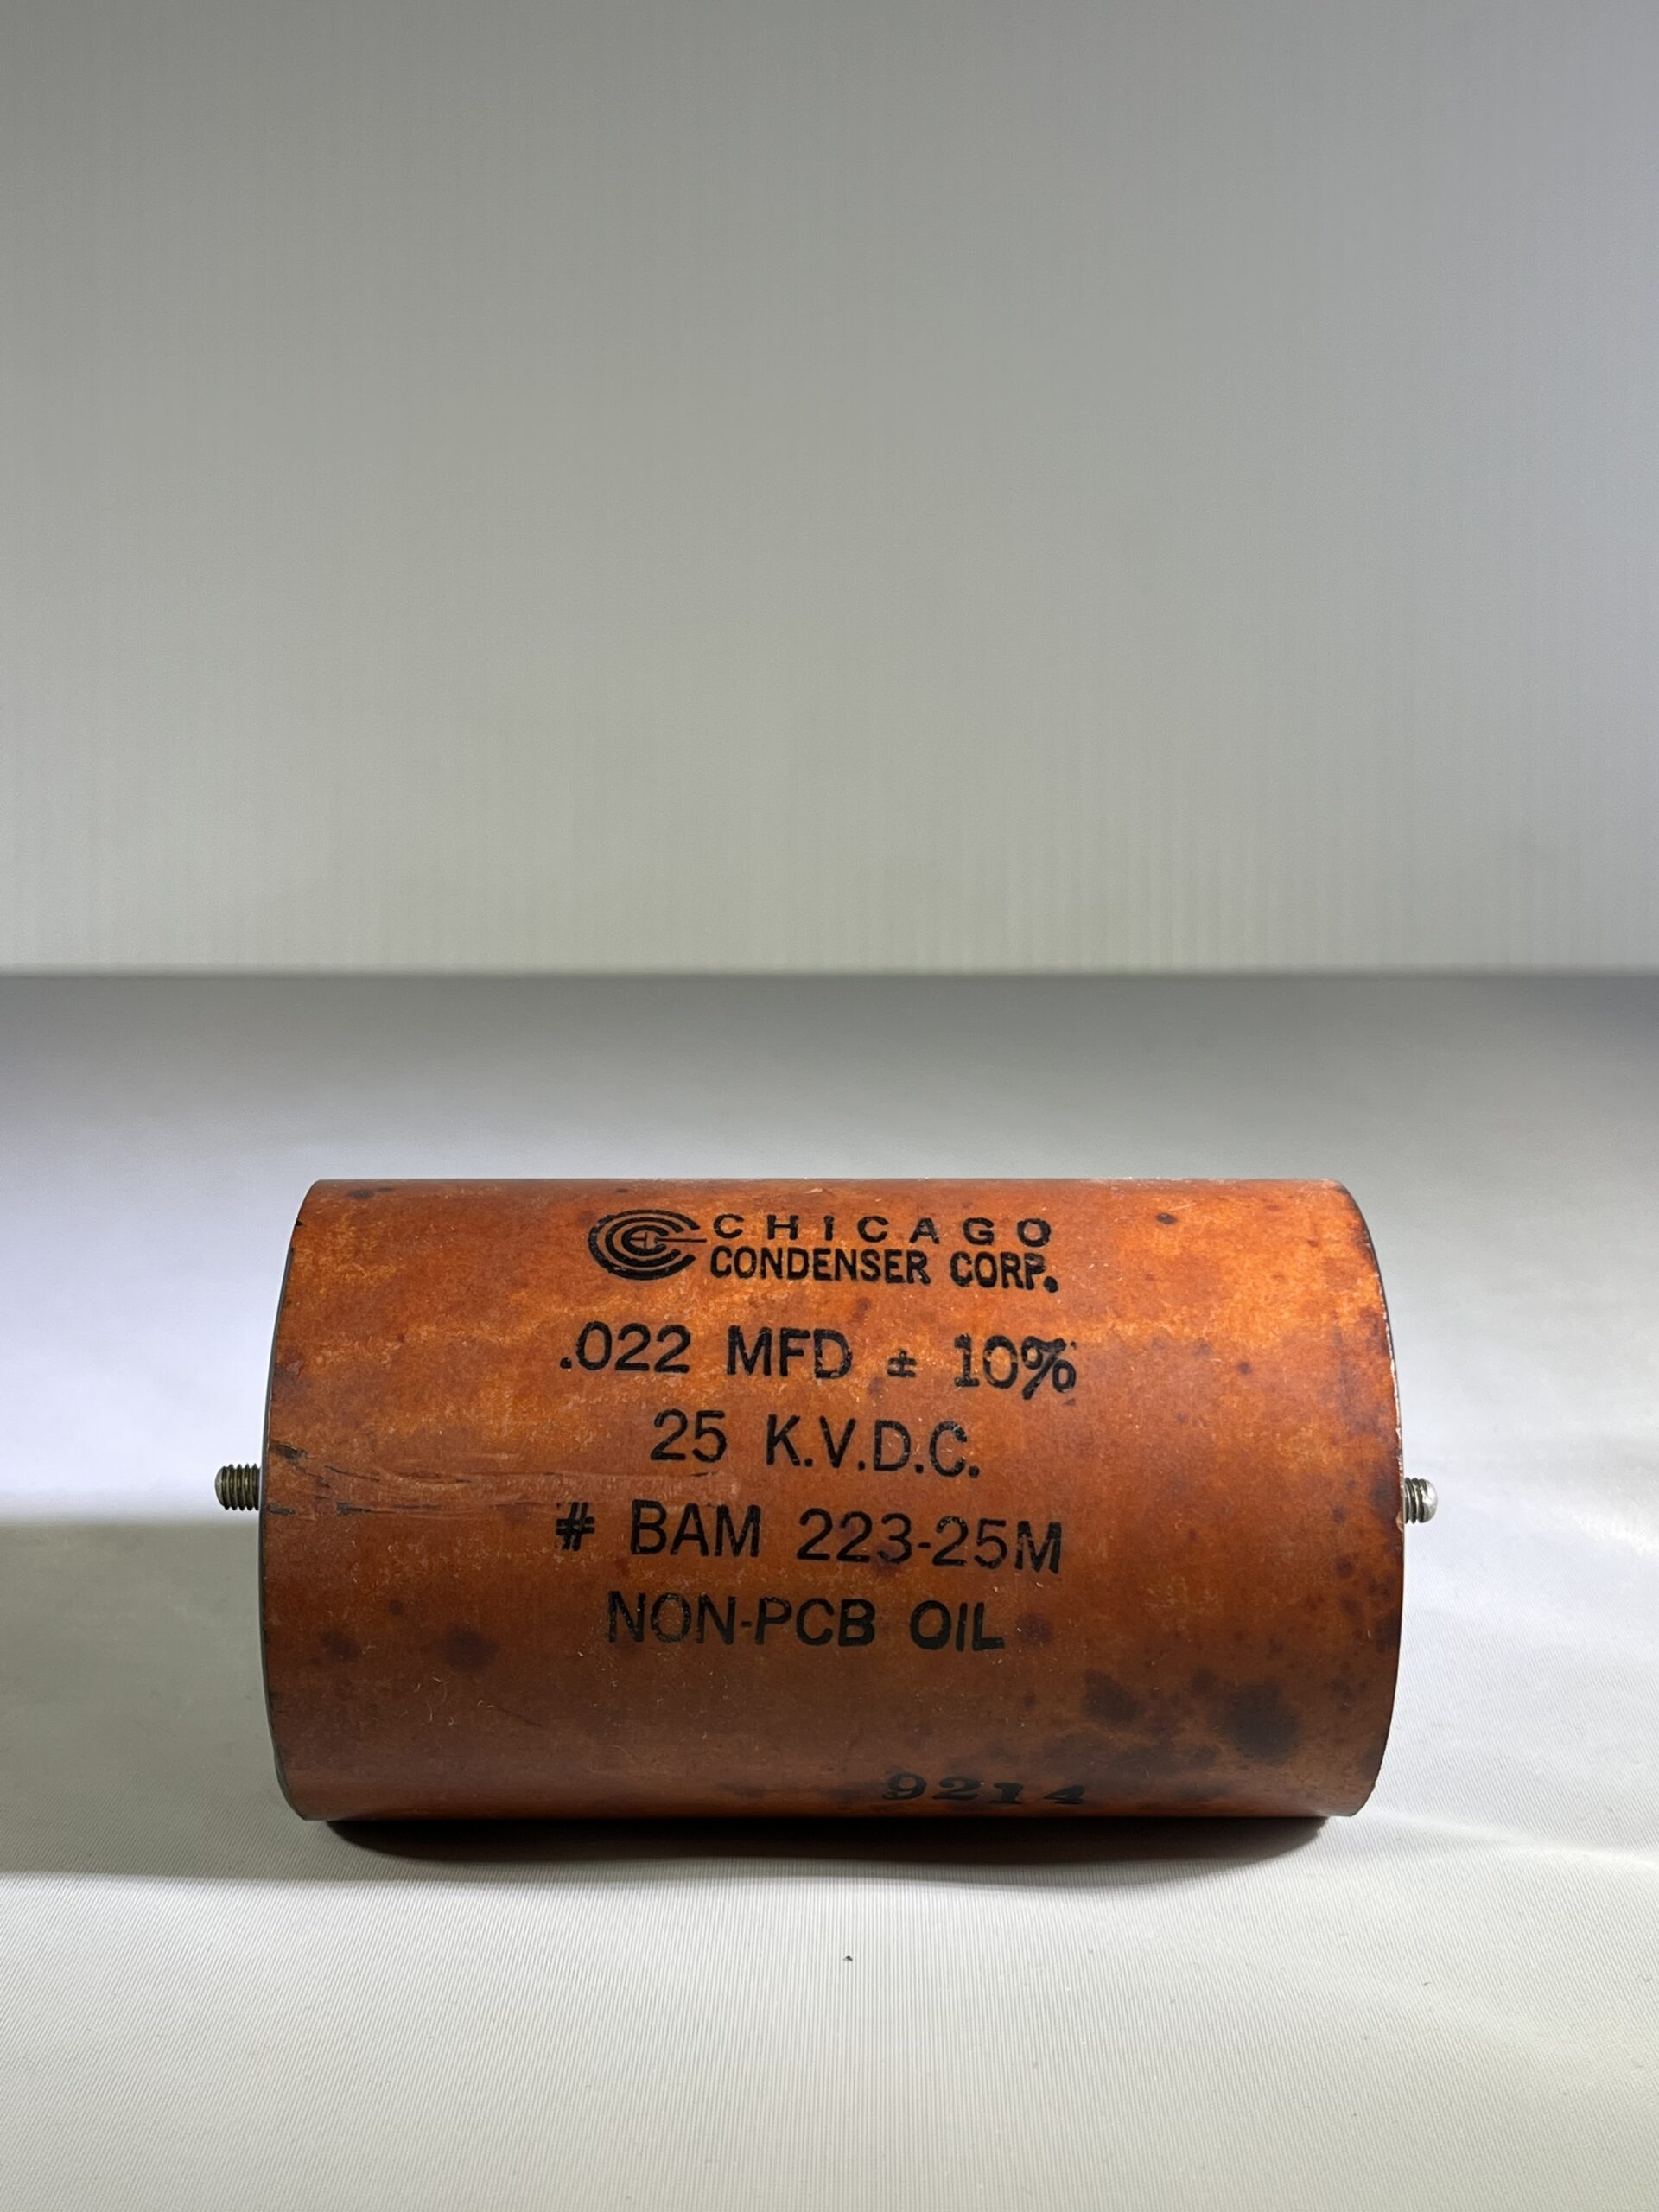 CHICAGO
CONDENSER CORP.
.022 MFD ± 10%
25 K.V.D.C.
# BAM 223-25M
NON-PCB OIL
9214